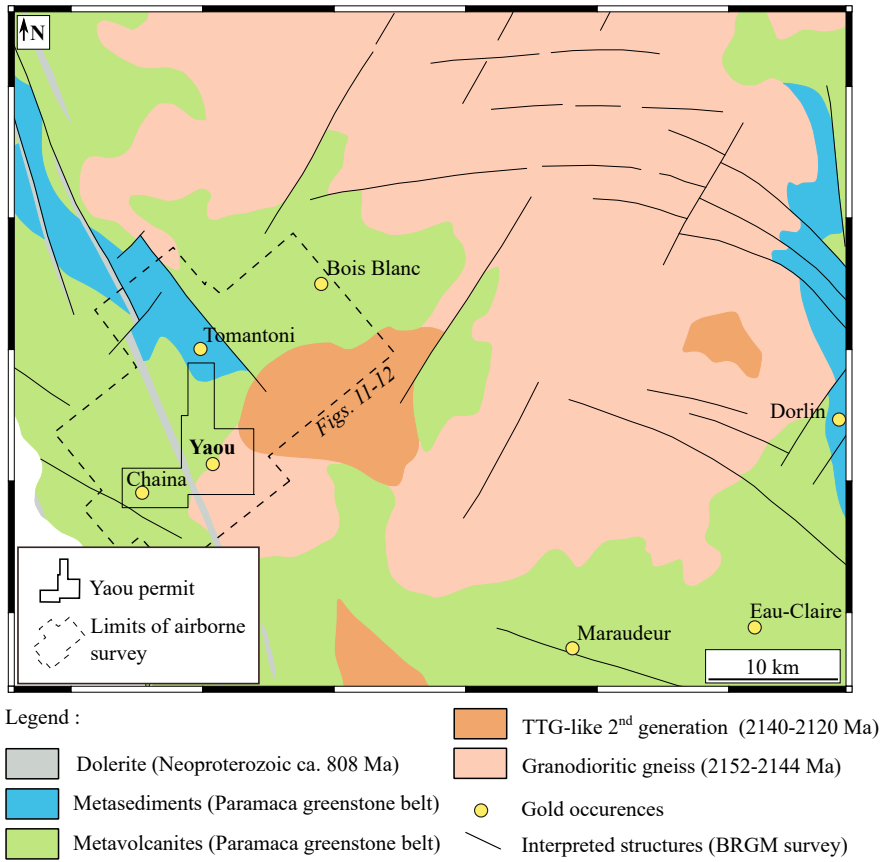 N
Bois Blanc
Tomantoni
Figs. 11-12
Dorlin
Yaou
Chaina
Yaou permit
Limits of airborne
survey
Eau-Claire
Maraudeur
10 km
Legend :
TTG-like 2nd generation (2140-2120 Ma)
Dolerite (Neoproterozoic ca. 808 Ma)
Granodioritic gneiss (2152-2144 Ma)
Metasediments (Paramaca greenstone belt)
Gold occurences
Metavolcanites (Paramaca greenstone belt)
Interpreted structures (BRGM survey)